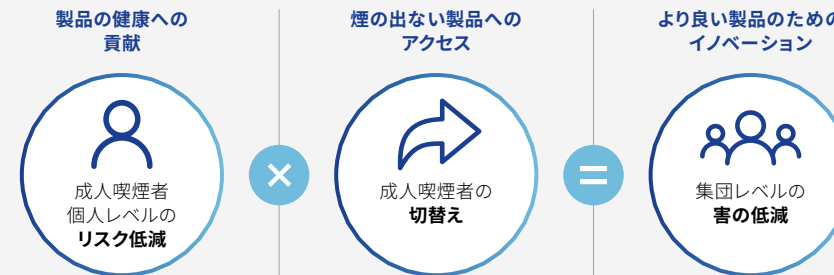 製品の健康への
貢献
煙の出ない製品への
アクセス
より良い製品のための
イノベーション
成人喫煙者
個人レベルの
リスク低減
×
成人喫煙者の
切替え
=
集団レベルの
害の低減